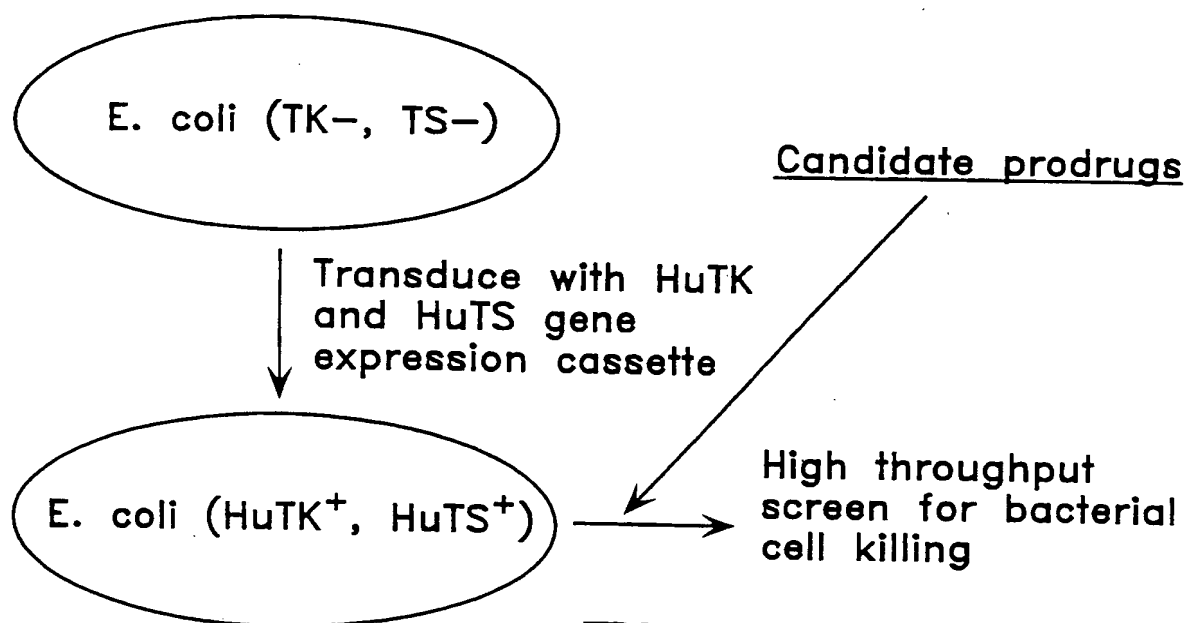 E. coli (TK-, TS-)
Candidate prodrugs
Transduce with HuTK
and HuTS gene
expression cassette
E. coli (HuTK⁺, HuTS⁺)
High throughput
screen for bacterial
cell killing